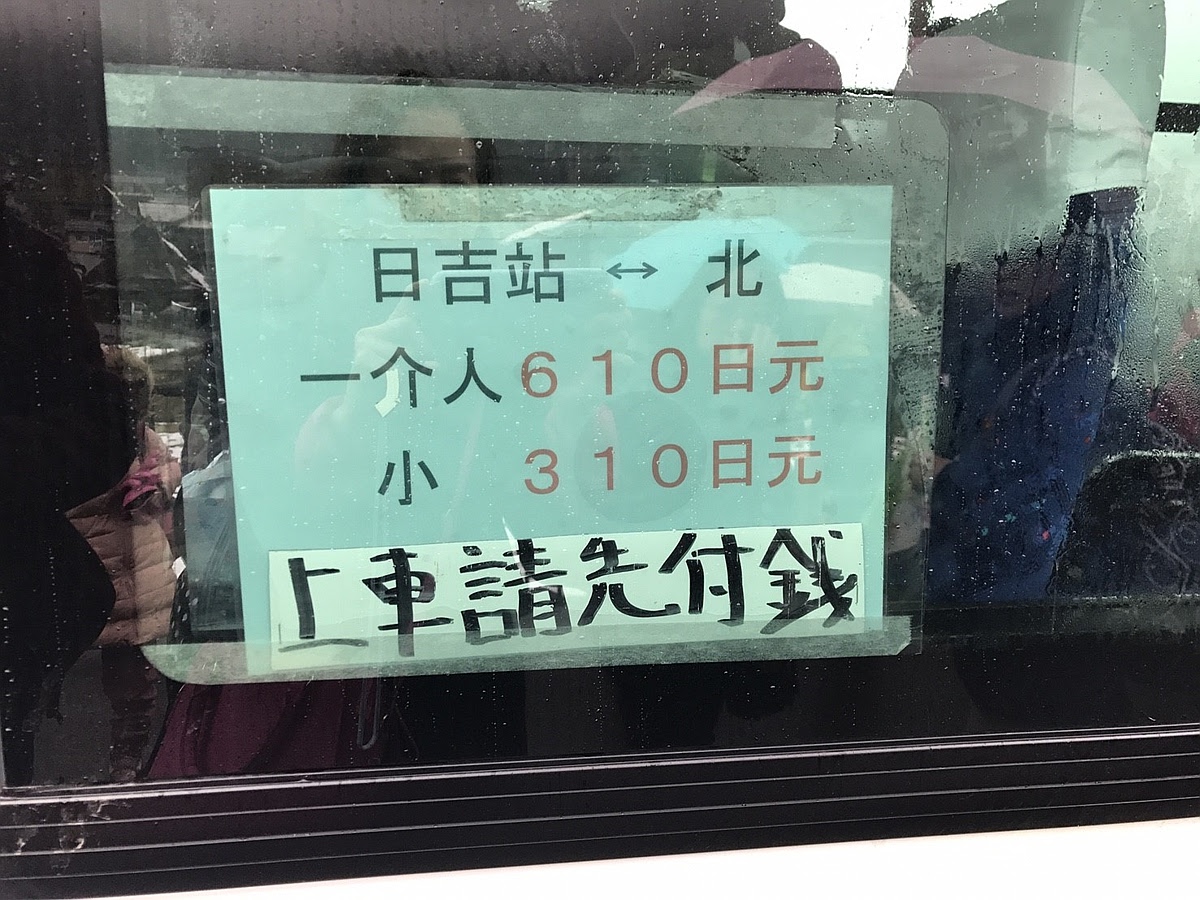 日吉站 ↔ 北
一介人610日元
小 310日元
上車請先付銭